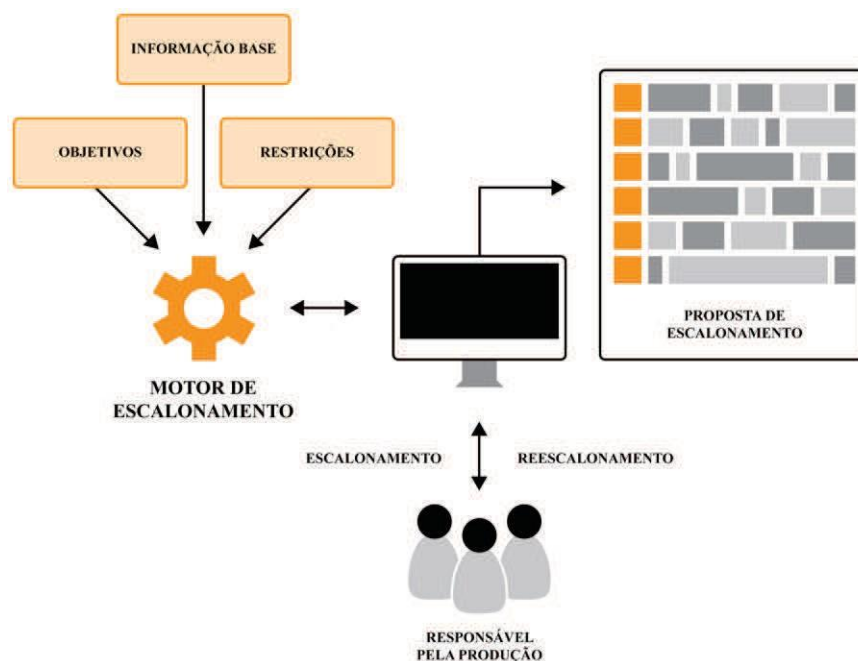 INFORMAÇÃO BASE
OBJETIVOS
RESTRIÇÕES
MOTOR DE
ESCALONAMENTO
PROPOSTA DE
ESCALONAMENTO
ESCALONAMENTO
REESCALONAMENTO
RESPONSÁVEL
PELA PRODUÇÃO